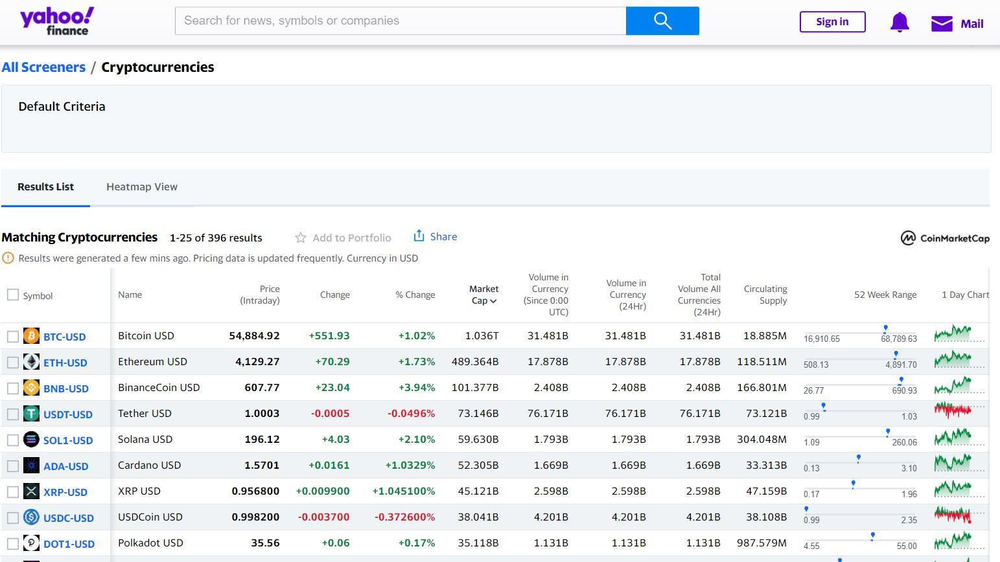 yahoo!
finance
Search for news, symbols or companies
Sign in
Mail
All Screeners / Cryptocurrencies
Default Criteria
Results List Heatmap View
Matching Cryptocurrencies 1-25 of 396 results Add to Portfolio Share CoinMarketCap
Results were generated a few mins ago. Pricing data is updated frequently. Currency in USD
Symbol Name Price (Intraday) Change % Change Market Cap Volume in Currency (Since 0:00 UTC) Volume in Currency (24Hr) Total Volume All Currencies (24Hr) Circulating Supply 52 Week Range 1 Day Chart
BTC-USD Bitcoin USD 54,884.92 +551.93 +1.02% 1.036T 31.481B 31.481B 31.481B 18.885M 16,910.65 68,789.63
ETH-USD Ethereum USD 4,129.27 +70.29 +1.73% 489.364B 17.878B 17.878B 17.878B 118.511M 508.13 4,891.70
BNB-USD BinanceCoin USD 607.77 +23.04 +3.94% 101.377B 2.408B 2.408B 2.408B 166.801M 26.77 690.93
USDT-USD Tether USD 1.0003 -0.0005 -0.0496% 73.146B 76.171B 76.171B 76.171B 73.121B 0.99 1.03
SOL1-USD Solana USD 196.12 +4.03 +2.10% 59.630B 1.793B 1.793B 1.793B 304.048M 1.09 260.06
ADA-USD Cardano USD 1.5701 +0.0161 +1.0329% 52.305B 1.669B 1.669B 1.669B 33.313B 0.13 3.10
XRP-USD XRP USD 0.956800 +0.009900 +1.045100% 45.121B 2.598B 2.598B 2.598B 47.159B 0.17 1.96
USDC-USD USDCoin USD 0.998200 -0.003700 -0.372600% 38.041B 4.201B 4.201B 4.201B 38.108B 0.99 2.35
DOT1-USD Polkadot USD 35.56 +0.06 +0.17% 35.118B 1.131B 1.131B 1.131B 987.579M 4.55 55.00